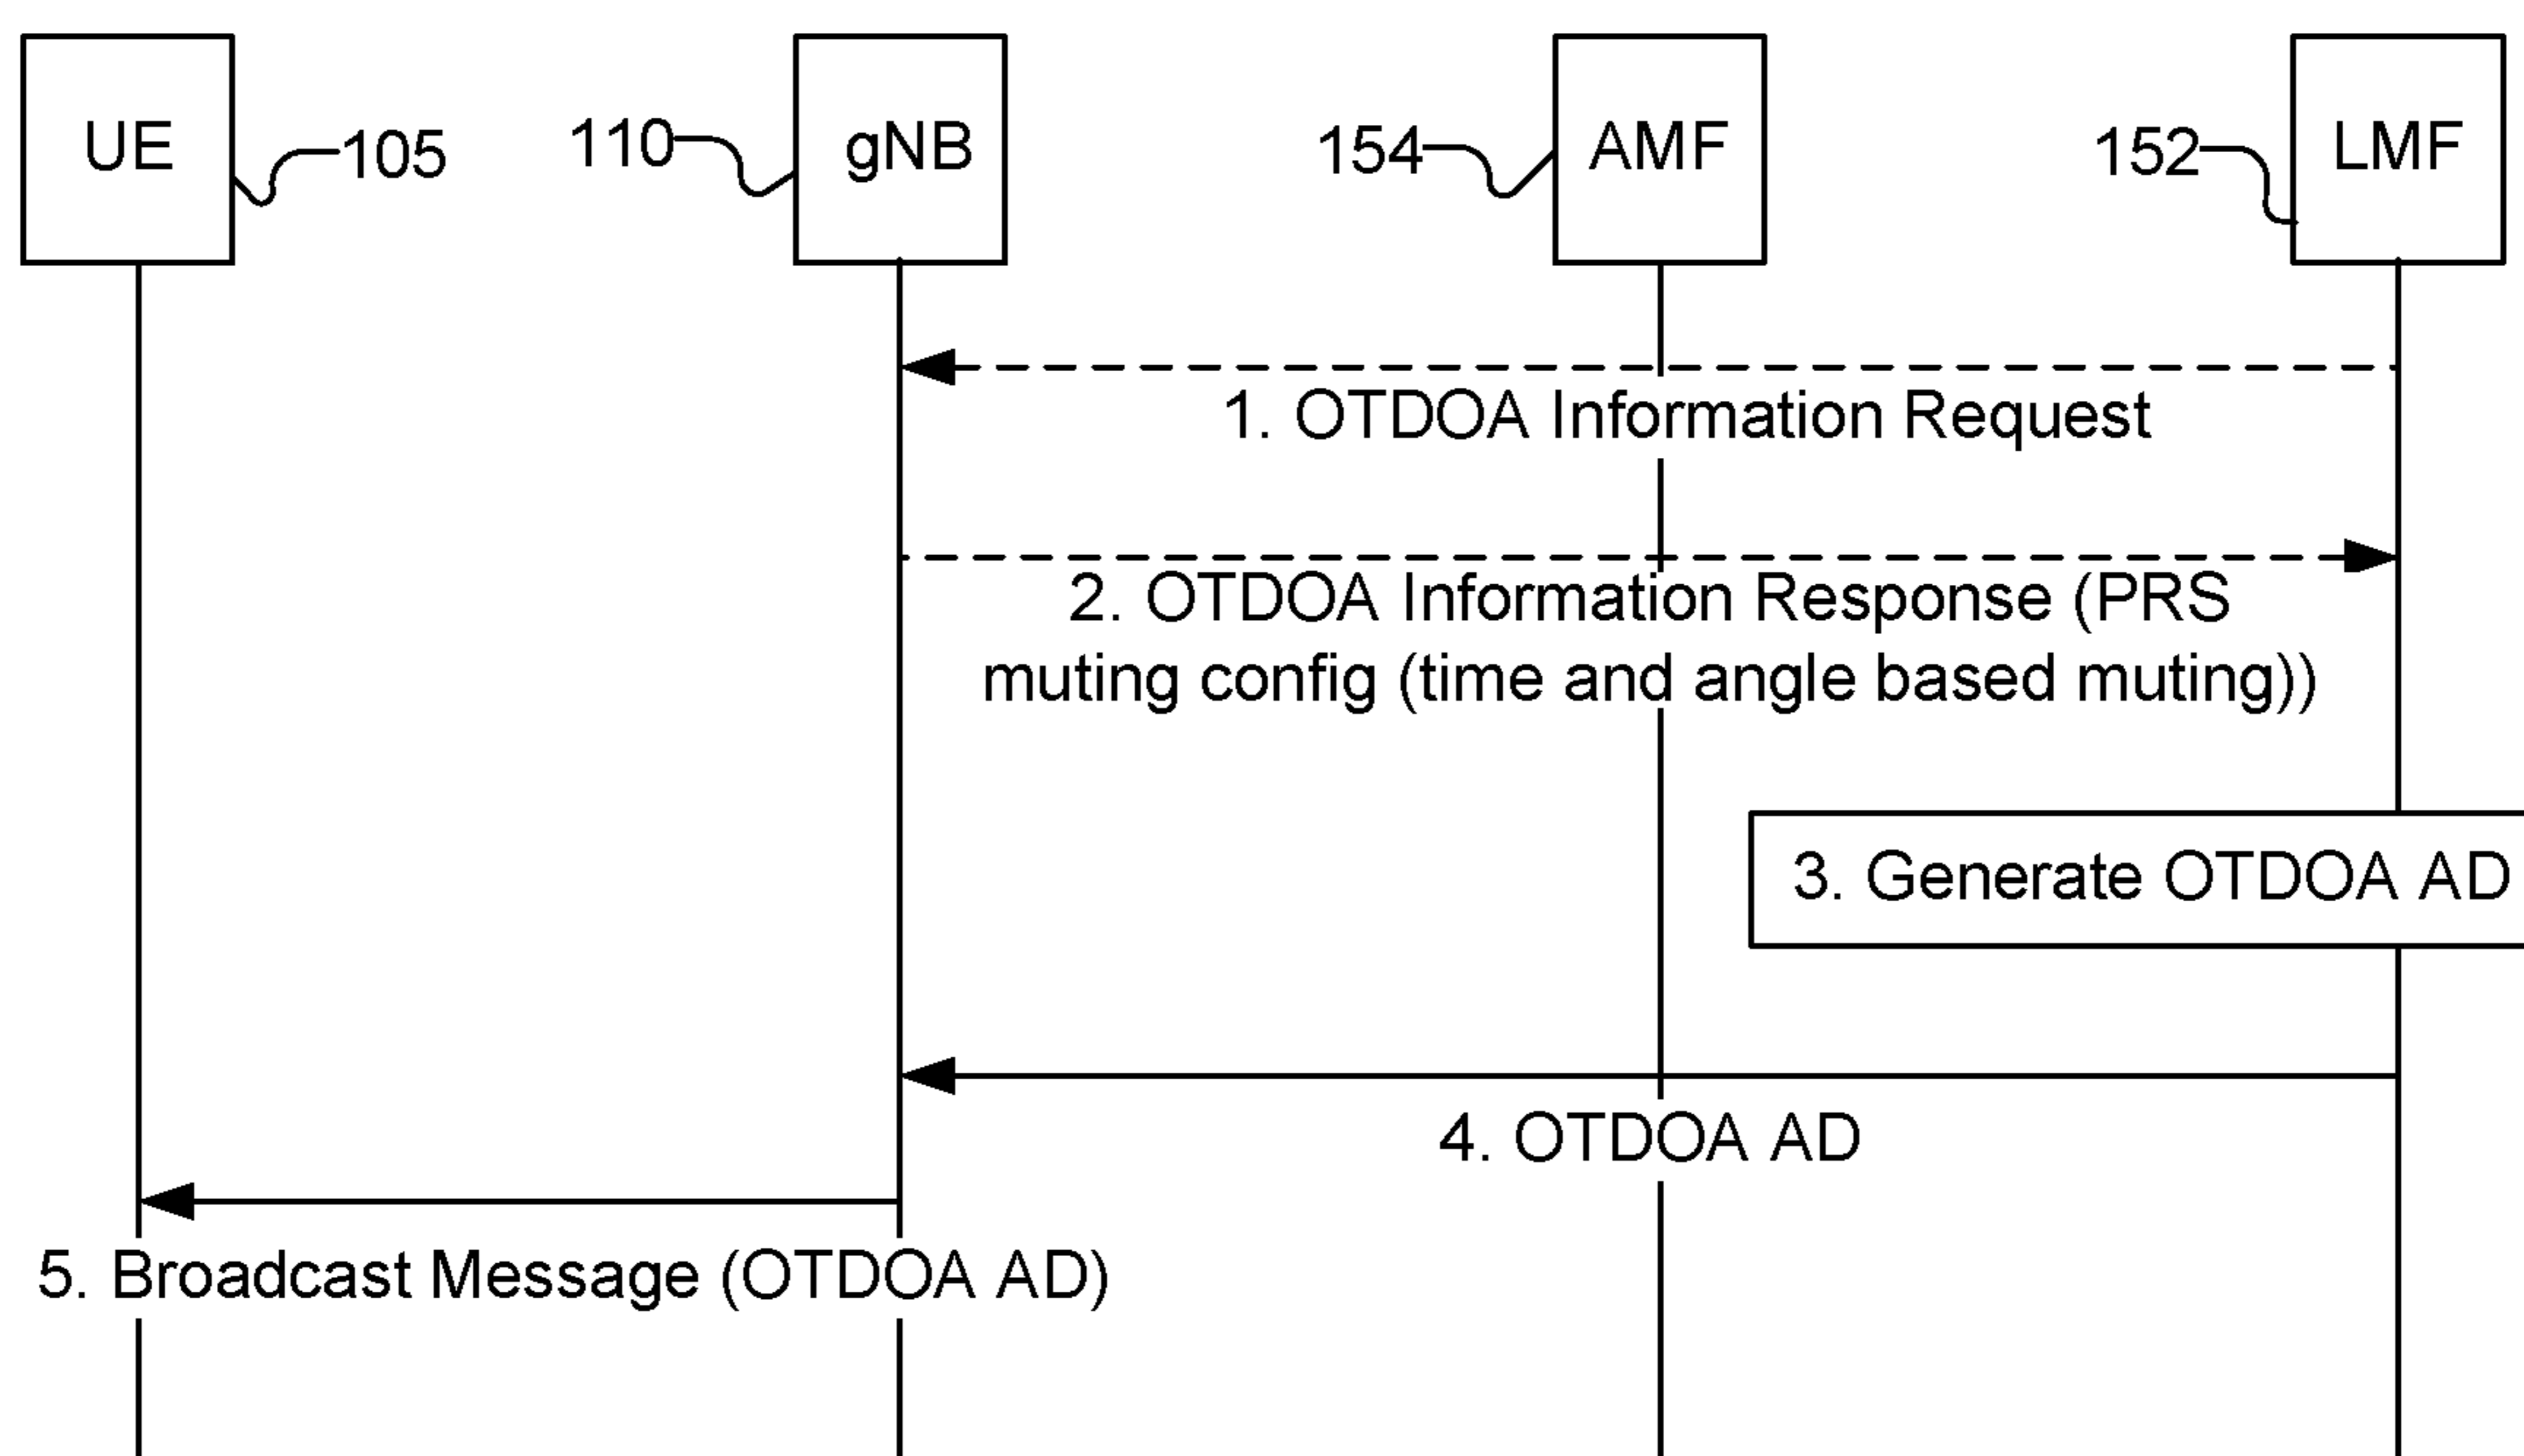 UE
105
110
gNB
154
AMF
152
LMF
1. OTDOA Information Request
2. OTDOA Information Response (PRS
muting config (time and angle based muting))
3. Generate OTDOA AD
4. OTDOA AD
5. Broadcast Message (OTDOA AD)